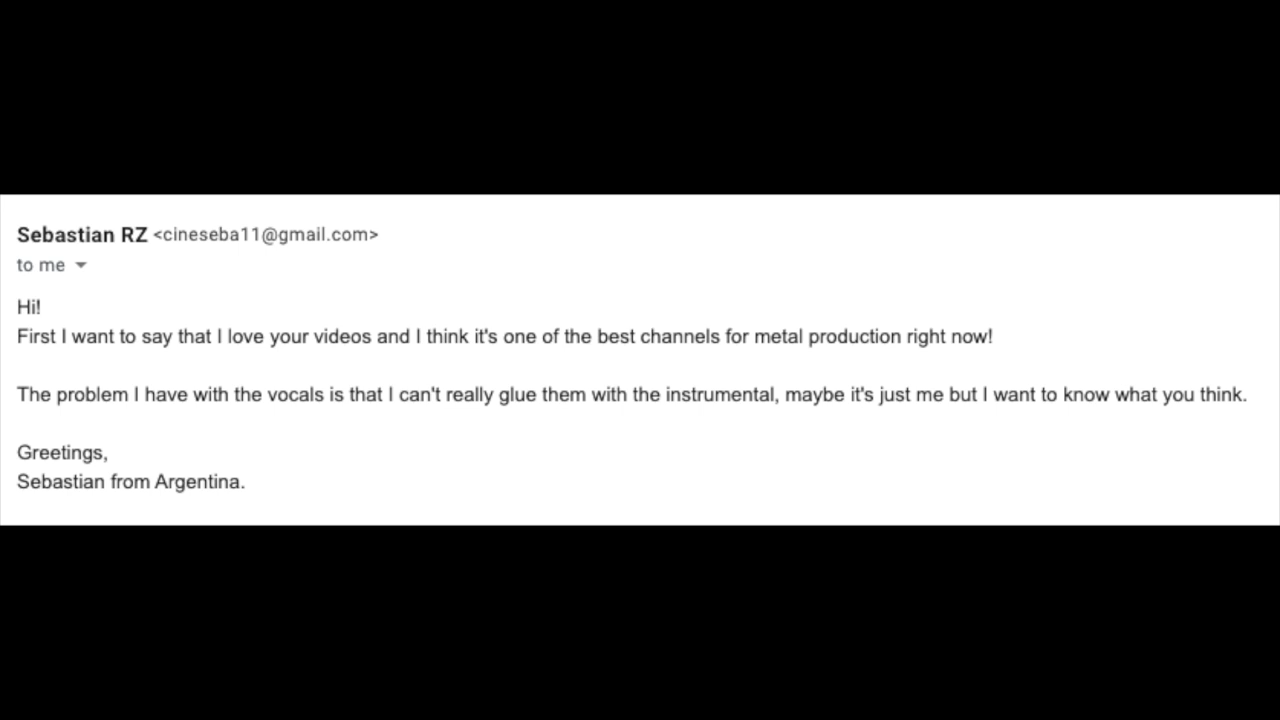 Sebastian RZ <cineseba11@gmail.com>
to me
Hi!
First I want to say that I love your videos and I think it's one of the best channels for metal production right now!
The problem I have with the vocals is that I can't really glue them with the instrumental, maybe it's just me but I want to know what you think.
Greetings,
Sebastian from Argentina.